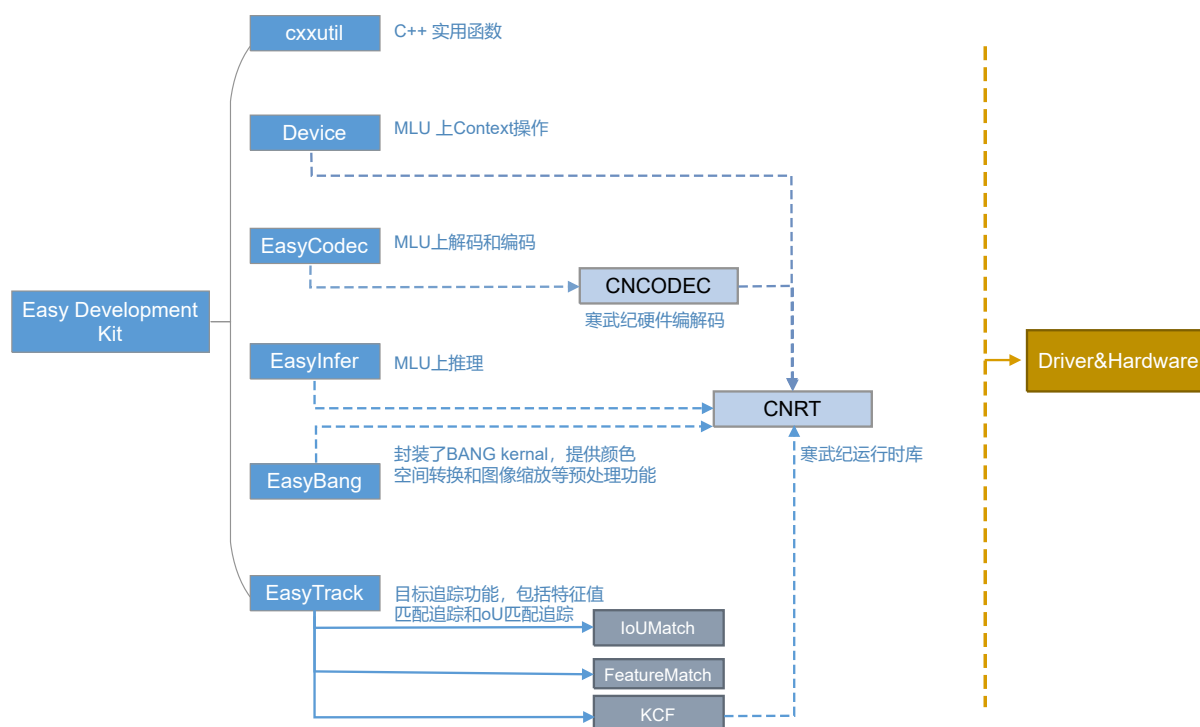 cxxutil
C++ 实用函数
Device
MLU 上Context操作
EasyCodec
MLU上解码和编码
CNCODEC
寒武纪硬件编解码
Easy Development
Kit
EasyInfer
MLU上推理
Driver&Hardware
CNRT
寒武纪运行时库
EasyBang
封装了BANG kernal，提供颜色
空间转换和图像缩放等预处理功能
EasyTrack
目标追踪功能，包括特征值
匹配追踪和oU匹配追踪
IoUMatch
FeatureMatch
KCF